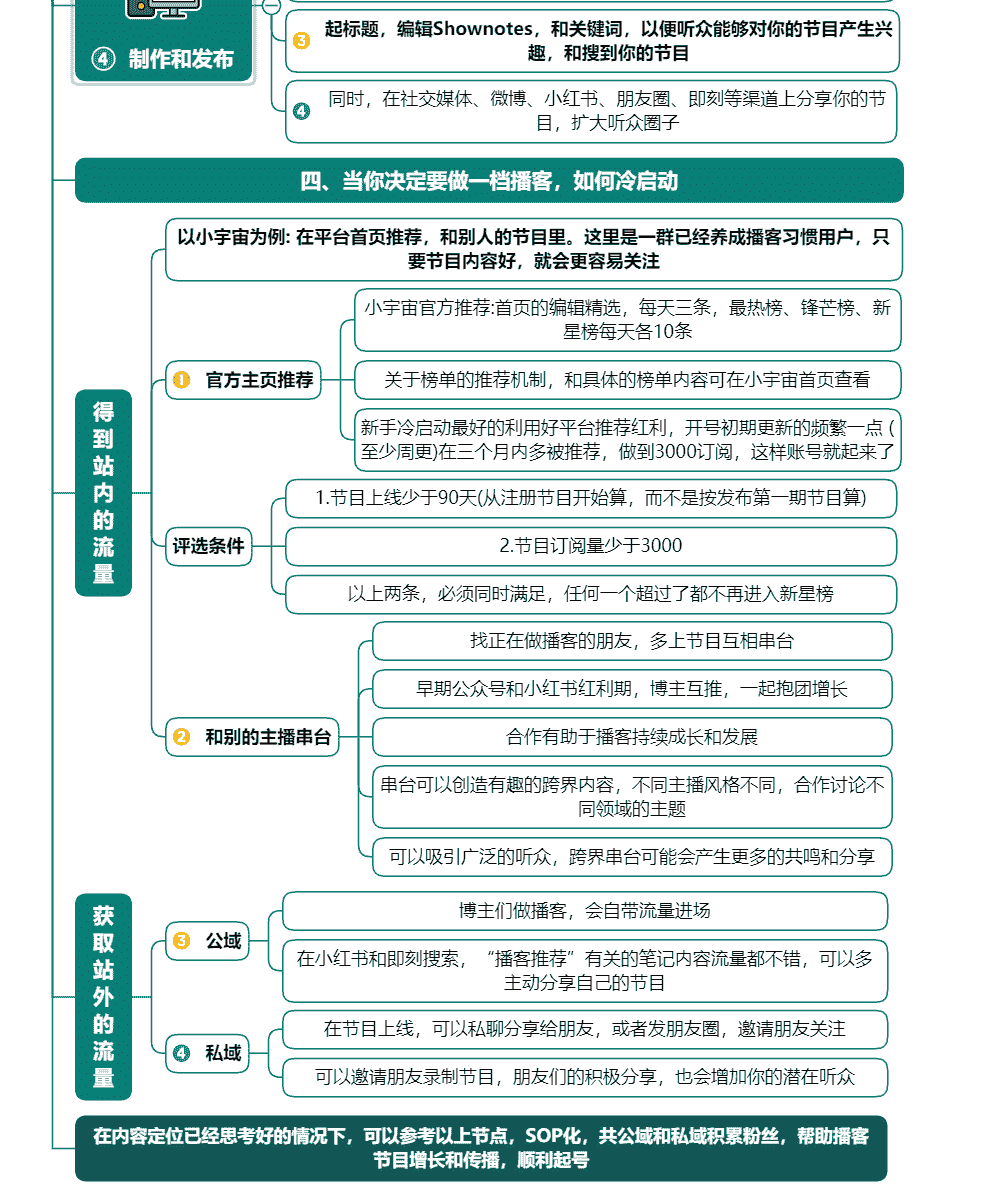 ④ 制作和发布
③ 起标题，编辑Shownotes，和关键词，以便听众能够对你的节目产生兴
趣，和搜到你的节目
④ 同时，在社交媒体、微博、小红书、朋友圈、即刻等渠道上分享你的节
目，扩大听众圈子
四、当你决定要做一档播客，如何冷启动
得到站内的流量
以小宇宙为例: 在平台首页推荐，和别人的节目里。这里是一群已经养成播客习惯用户，只
要节目内容好，就会更容易关注
① 官方主页推荐
小宇宙官方推荐:首页的编辑精选，每天三条，最热榜、锋芒榜、新
星榜每天各10条
关于榜单的推荐机制，和具体的榜单内容可在小宇宙首页查看
新手冷启动最好的利用好平台推荐红利，开号初期更新的频繁一点 (
至少周更)在三个月内多被推荐，做到3000订阅，这样账号就起来了
评选条件
1.节目上线少于90天(从注册节目开始算，而不是按发布第一期节目算)
2.节目订阅量少于3000
以上两条，必须同时满足，任何一个超过了都不再进入新星榜
② 和别的主播串台
找正在做播客的朋友，多上节目互相串台
早期公众号和小红书红利期，博主互推，一起抱团增长
合作有助于播客持续成长和发展
串台可以创造有趣的跨界内容，不同主播风格不同，合作讨论不
同领域的主题
可以吸引广泛的听众，跨界串台可能会产生更多的共鸣和分享
获取站外的流量
③ 公域
博主们做播客，会自带流量进场
在小红书和即刻搜索，“播客推荐”有关的笔记内容流量都不错，可以多
主动分享自己的节目
④ 私域
在节目上线，可以私聊分享给朋友，或者发朋友圈，邀请朋友关注
可以邀请朋友录制节目，朋友们的积极分享，也会增加你的潜在听众
在内容定位已经思考好的情况下，可以参考以上节点，SOP化，共公域和私域积累粉丝，帮助播客
节目增长和传播，顺利起号